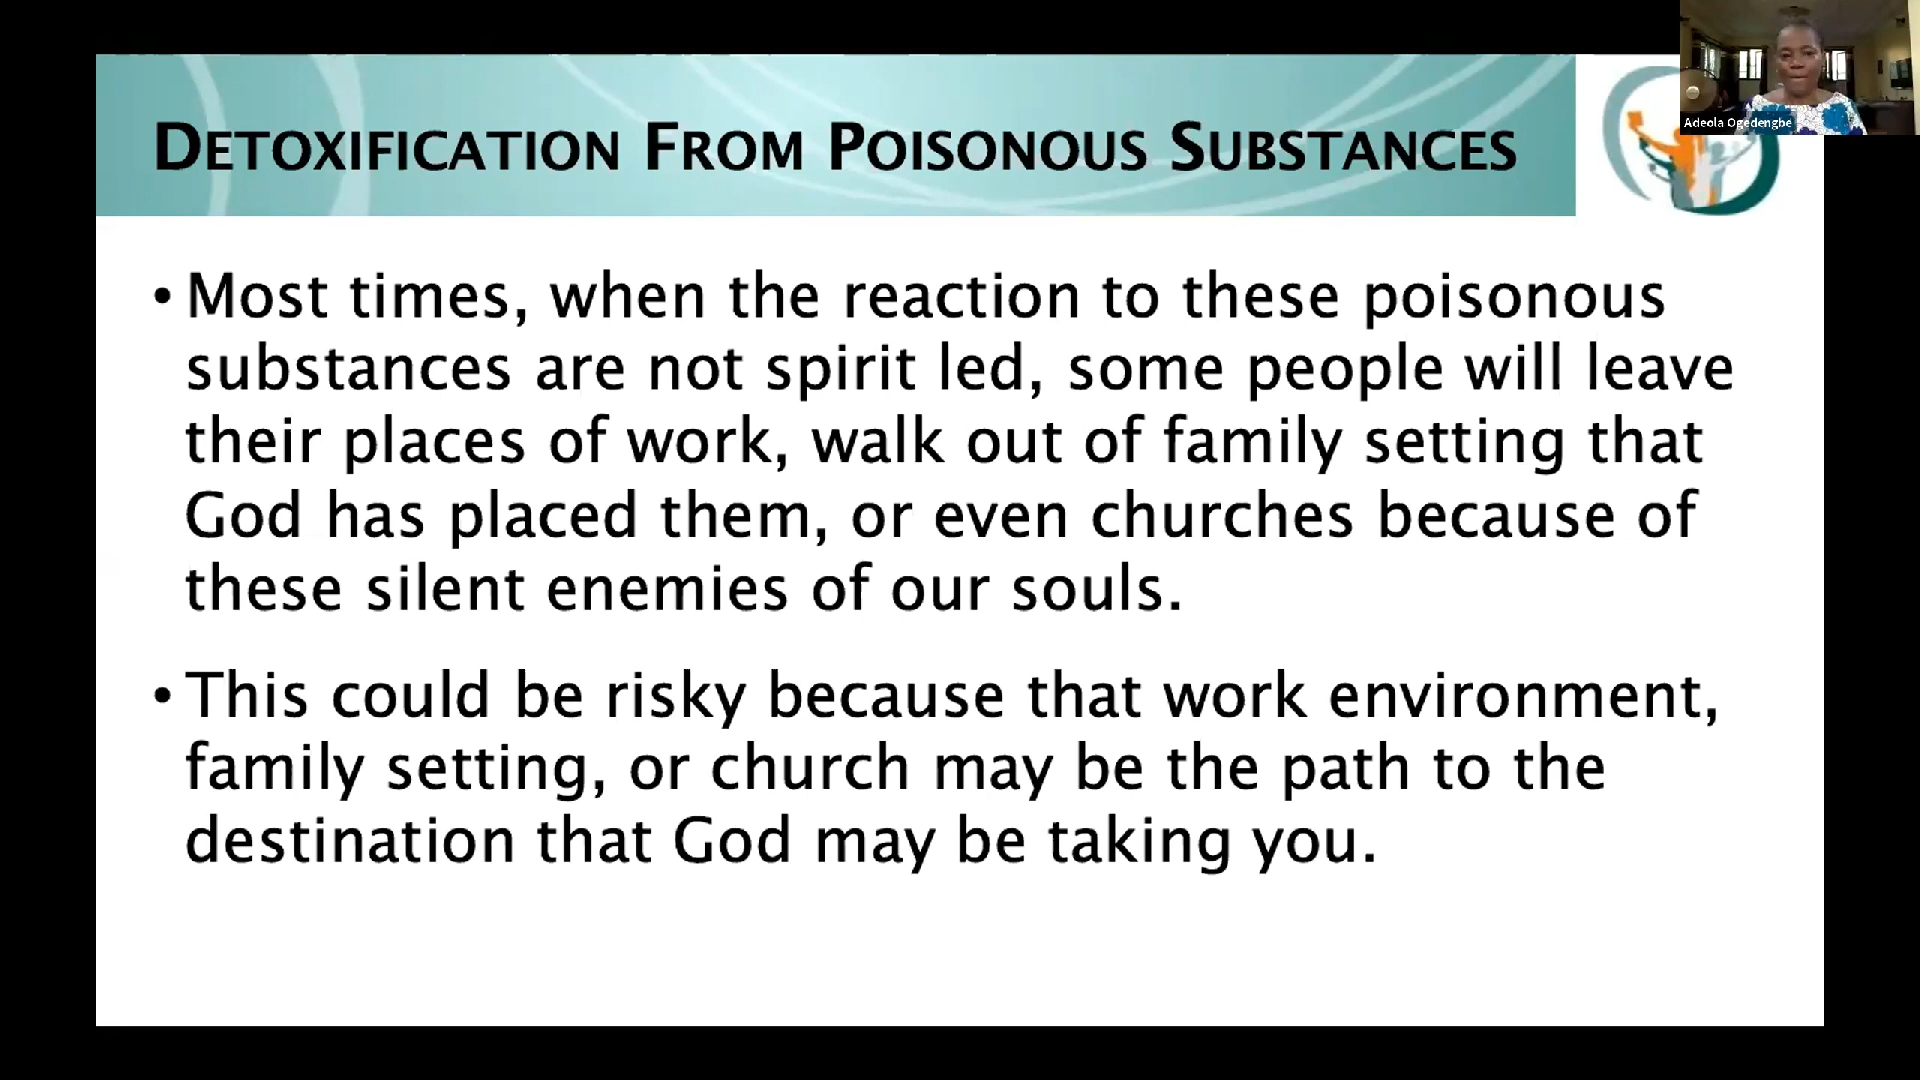 DETOXIFICATION FROM POISONOUS SUBSTANCES
Adeola Ogedengbe
• Most times, when the reaction to these poisonous
substances are not spirit led, some people will leave
their places of work, walk out of family setting that
God has placed them, or even churches because of
these silent enemies of our souls.
• This could be risky because that work environment,
family setting, or church may be the path to the
destination that God may be taking you.